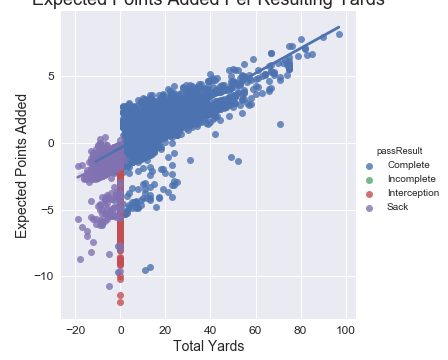 Expected Points Added Per Resulting Yards
Expected Points Added
5
0
−5
−10
−20
0
20
40
60
80
100
Total Yards
passResult
Complete
Incomplete
Interception
Sack